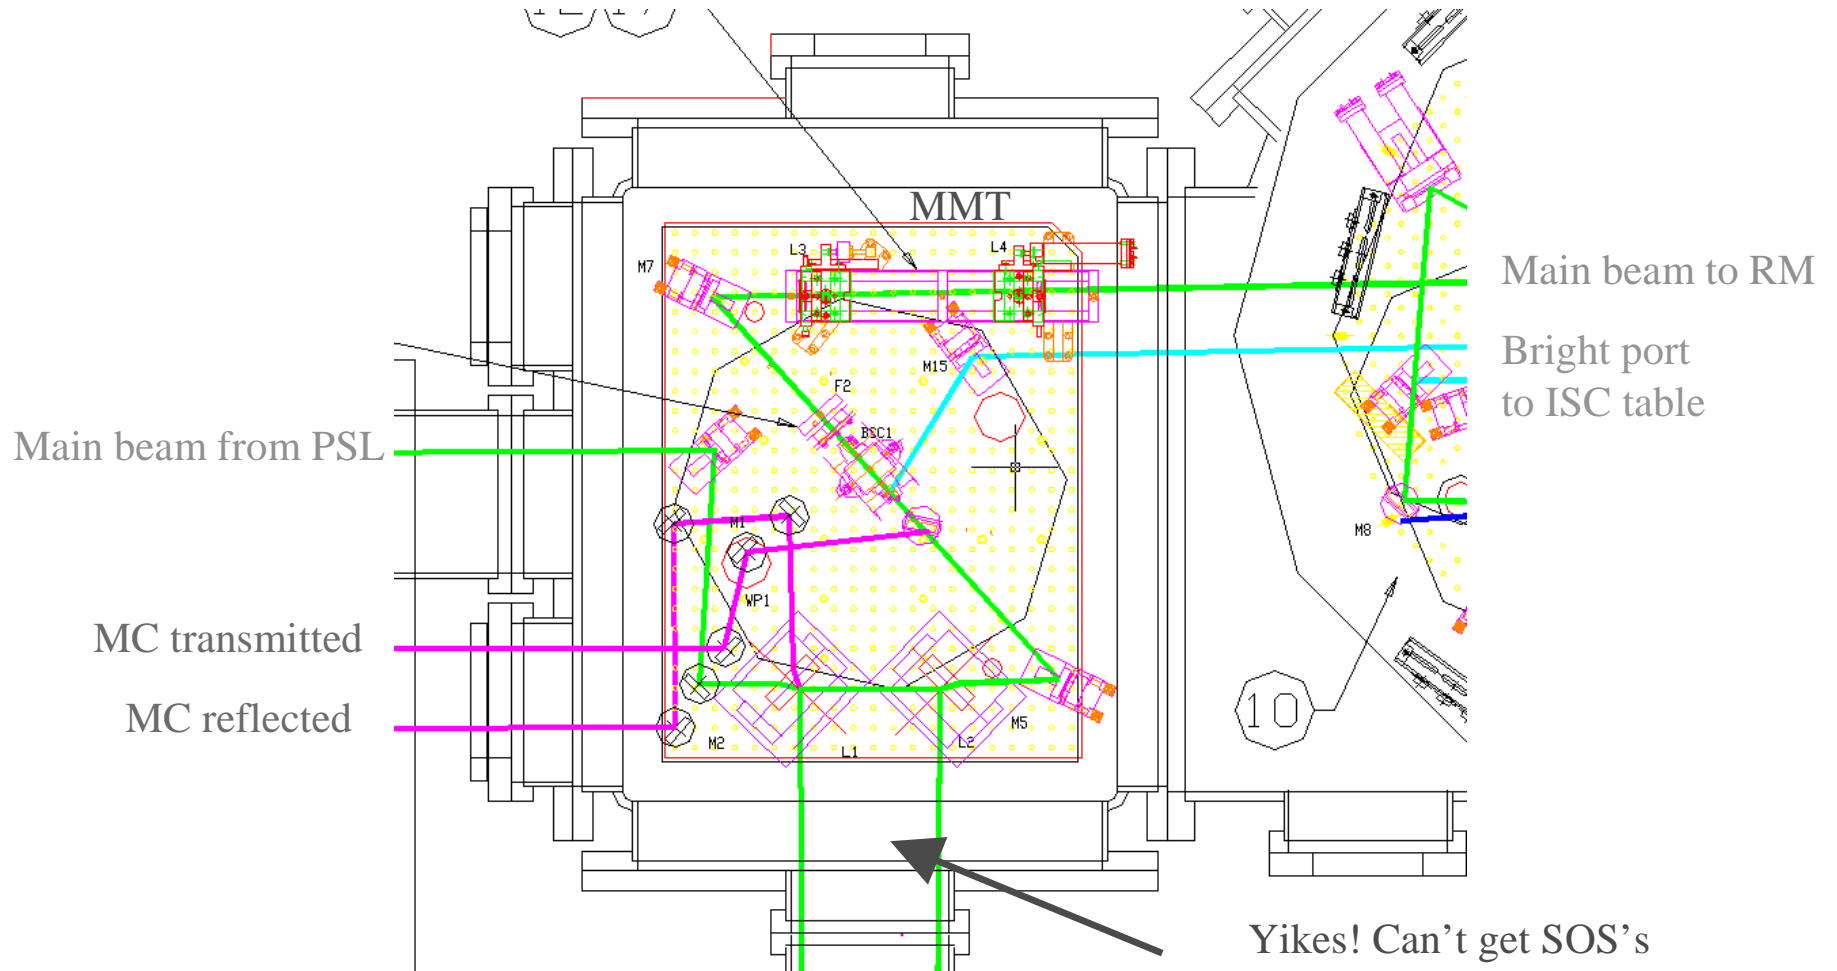 MMT
L3
L4
M7
Main beam to RM
M15
Bright port
to ISC table
F2
BSC1
Main beam from PSL
M1
M8
WP1
MC transmitted
10
MC reflected
M5
M2
L2
L1
Yikes! Can't get SOS's